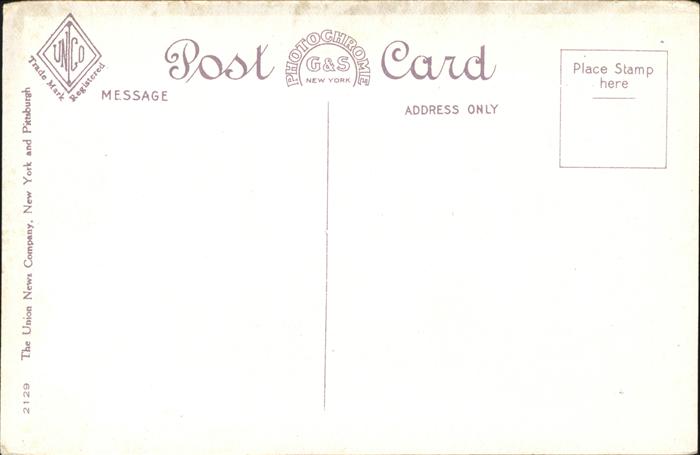 UNICO
Trade Mark Registered
Post Card
PHOTOCHROME
G&S
NEW YORK
Place Stamp
here
MESSAGE
ADDRESS ONLY
2129 The Union News Company, New York and Pittsburgh